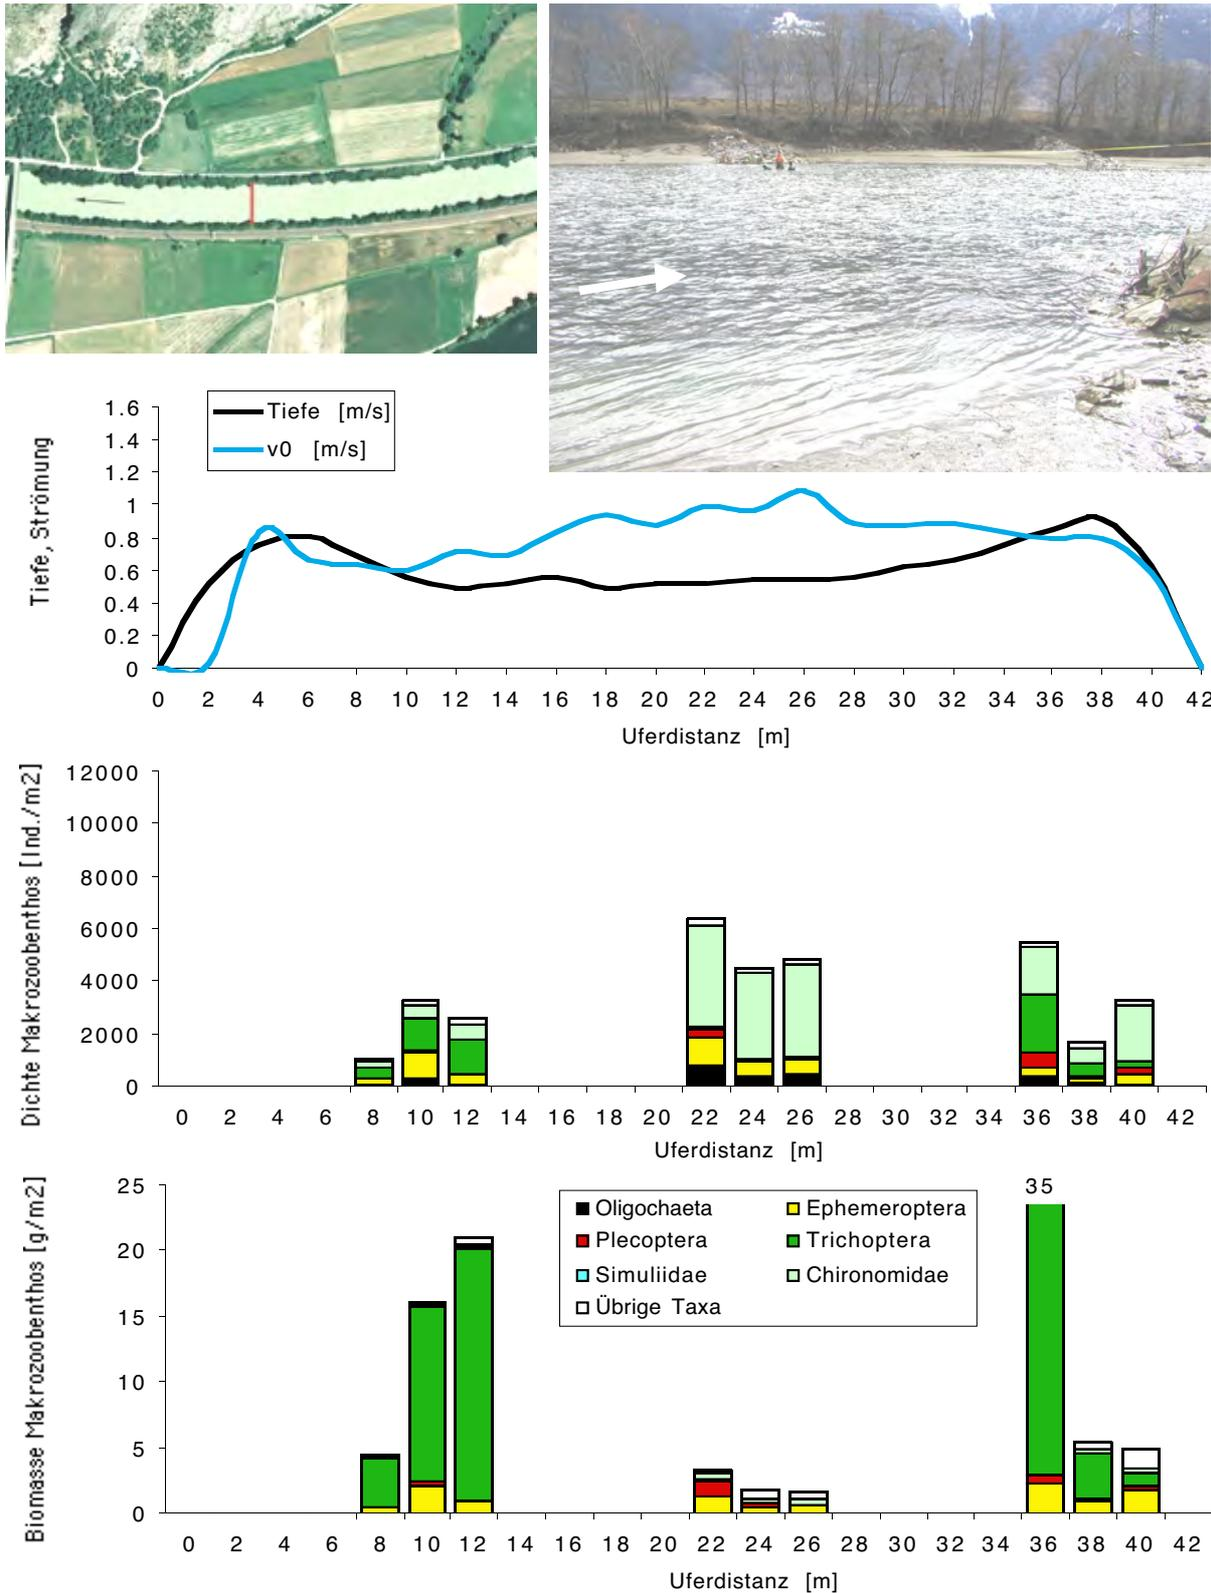 Tiefe [m/s]
v0 [m/s]
Tiefe, Strömung
1.6
1.4
1.2
1
0.8
0.6
0.4
0.2
0
0 2 4 6 8 10 12 14 16 18 20 22 24 26 28 30 32 34 36 38 40 42
Uferdistanz [m]
Dichte Makrozoobenthos [Ind./m2]
12000
10000
8000
6000
4000
2000
0
0 2 4 6 8 10 12 14 16 18 20 22 24 26 28 30 32 34 36 38 40 42
Uferdistanz [m]
Biomasse Makrozoobenthos [g/m2]
25
20
15
10
5
0
35
Oligochaeta Ephemeroptera
Plecoptera Trichoptera
Simuliidae Chironomidae
Übrige Taxa
0 2 4 6 8 10 12 14 16 18 20 22 24 26 28 30 32 34 36 38 40 42
Uferdistanz [m]